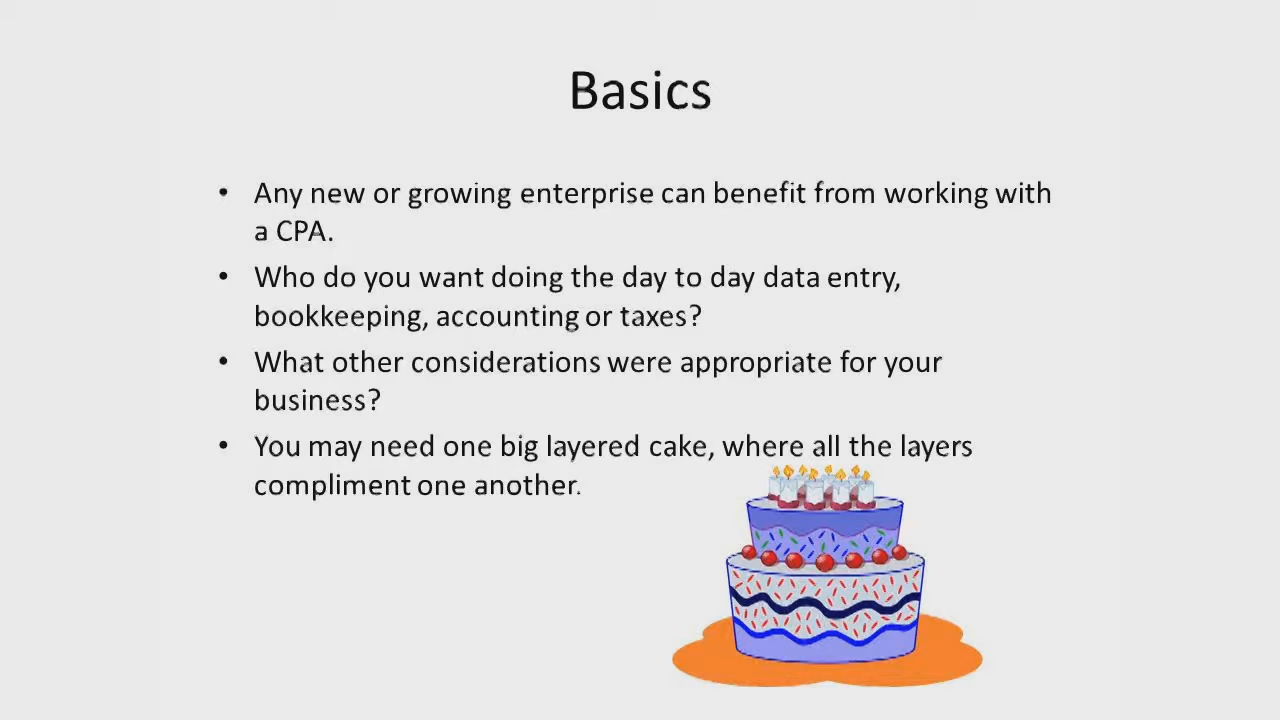 Basics
• Any new or growing enterprise can benefit from working with
a CPA.
• Who do you want doing the day to day data entry,
bookkeeping, accounting or taxes?
• What other considerations were appropriate for your
business?
• You may need one big layered cake, where all the layers
compliment one another.